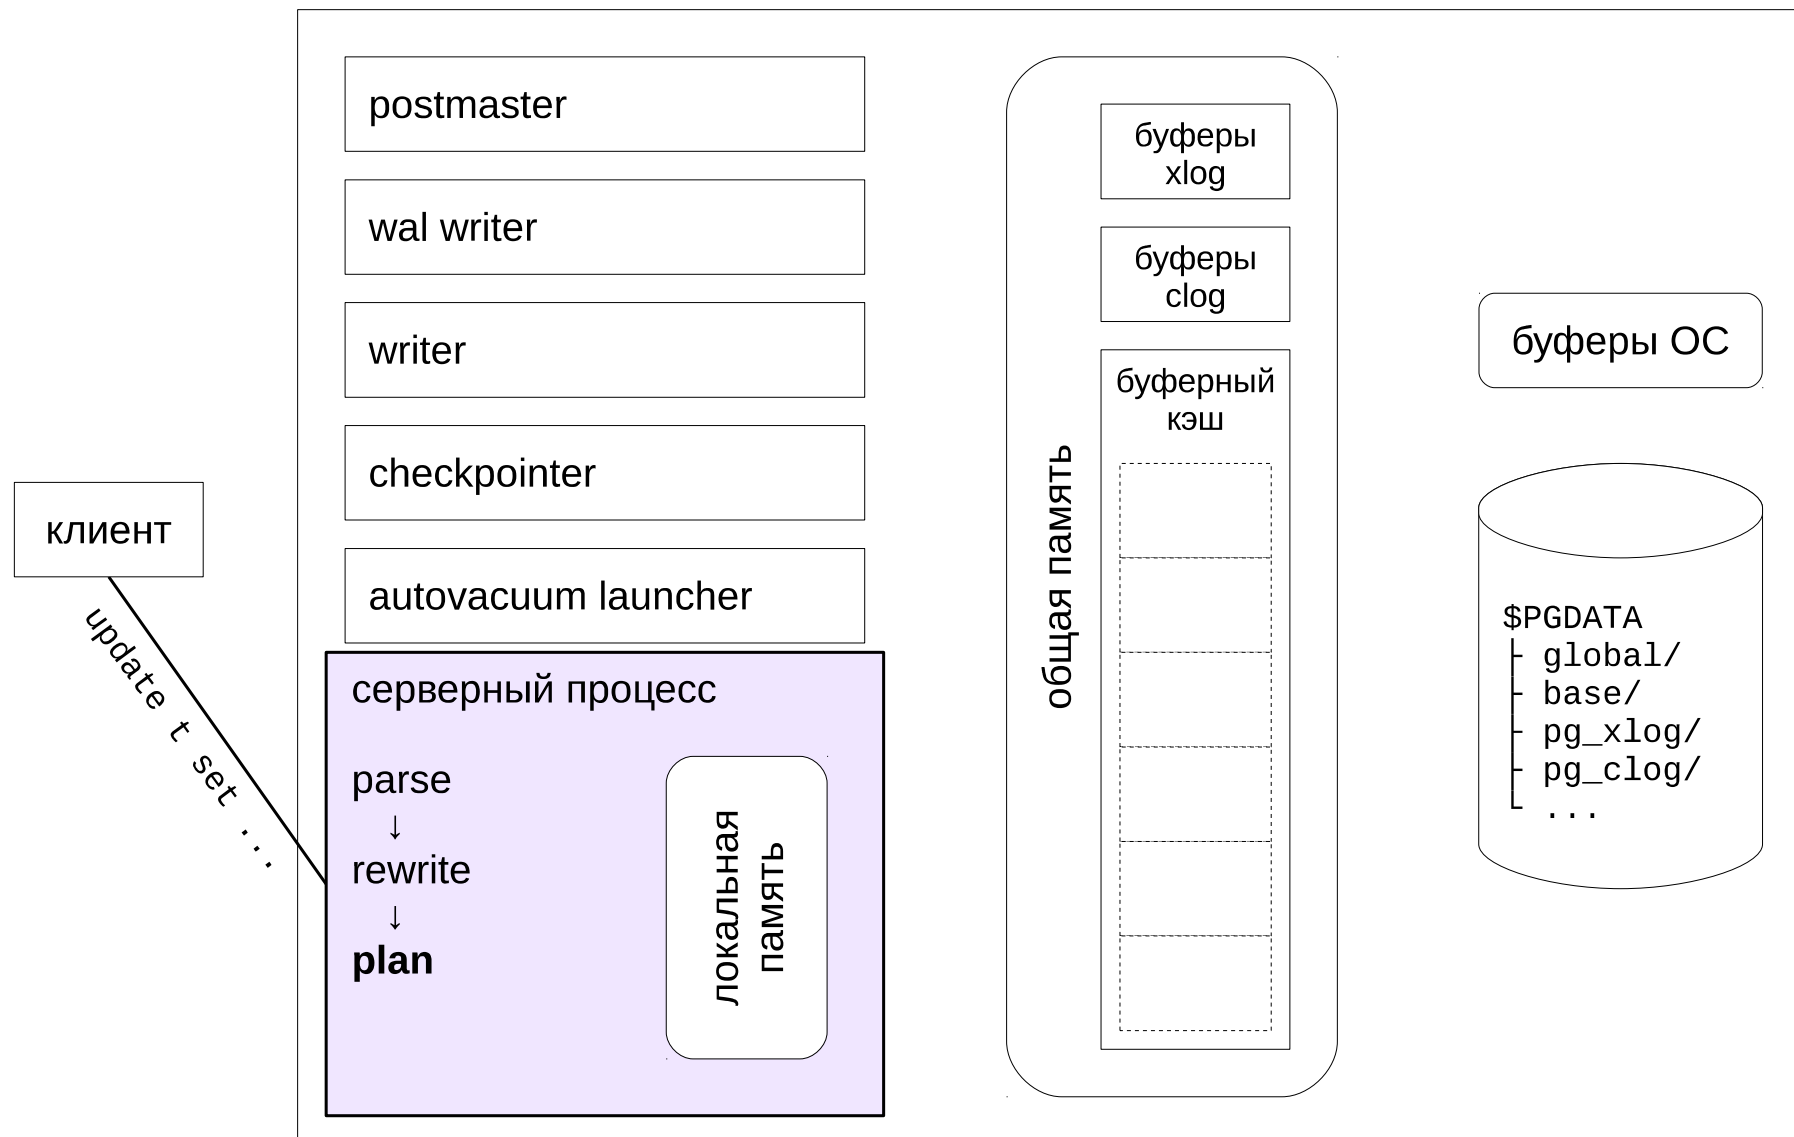 postmaster
wal writer
writer
checkpointer
autovacuum launcher
клиент
update t set ...
серверный процесс
parse
↓
rewrite
↓
plan
локальная
память
общая память
буферы
xlog
буферы
clog
буферный
кэш
буферы ОС
$PGDATA
├ global/
├ base/
├ pg_xlog/
├ pg_clog/
└ ...